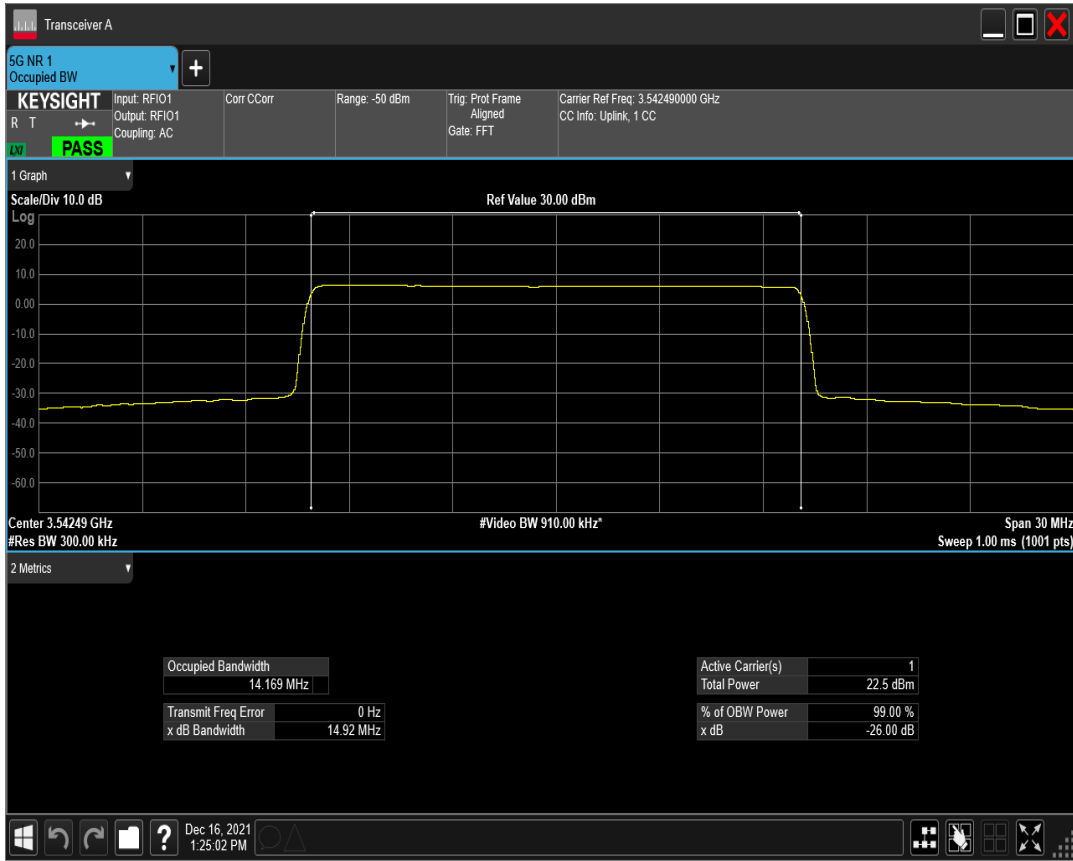 Transceiver A
5G NR 1
Occupied BW
+
KEYSIGHT
R T
LXI
PASS
Input: RFIO1
Output: RFIO1
Coupling: AC
Corr CCorr
Range: -50 dBm
Trig: Prot Frame
Aligned
Gate: FFT
Carrier Ref Freq: 3.542490000 GHz
CC Info: Uplink, 1 CC
1 Graph
Scale/Div 10.0 dB
Ref Value 30.00 dBm
Log
20.0
10.0
0.00
-10.0
-20.0
-30.0
-40.0
-50.0
-60.0
Center 3.54249 GHz
#Video BW 910.00 kHz*
Span 30 MHz
#Res BW 300.00 kHz
Sweep 1.00 ms (1001 pts)
2 Metrics
Occupied Bandwidth
14.169 MHz
Transmit Freq Error 0 Hz
x dB Bandwidth 14.92 MHz
Active Carrier(s) 1
Total Power 22.5 dBm
% of OBW Power 99.00 %
x dB -26.00 dB
?
Dec 16, 2021
1:25:02 PM